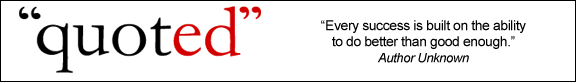 “quoted”
“Every success is built on the ability
to do better than good enough.”
Author Unknown